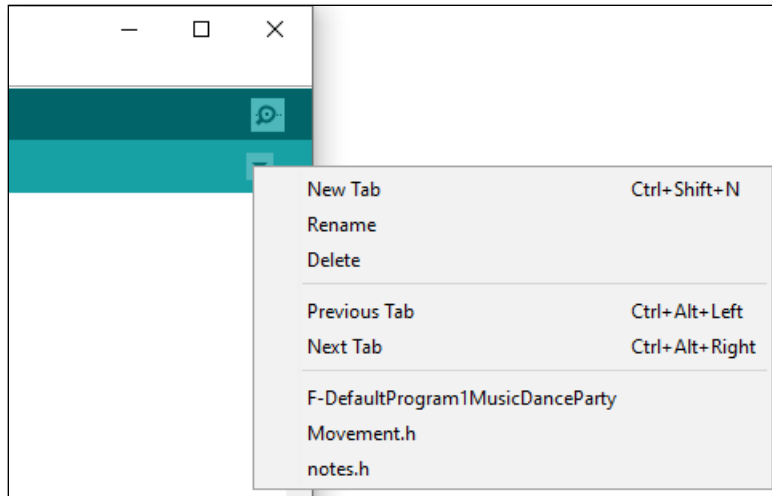 New Tab Ctrl+Shift+N
Rename
Delete
Previous Tab Ctrl+Alt+Left
Next Tab Ctrl+Alt+Right
F-DefaultProgram1MusicDanceParty
Movement.h
notes.h